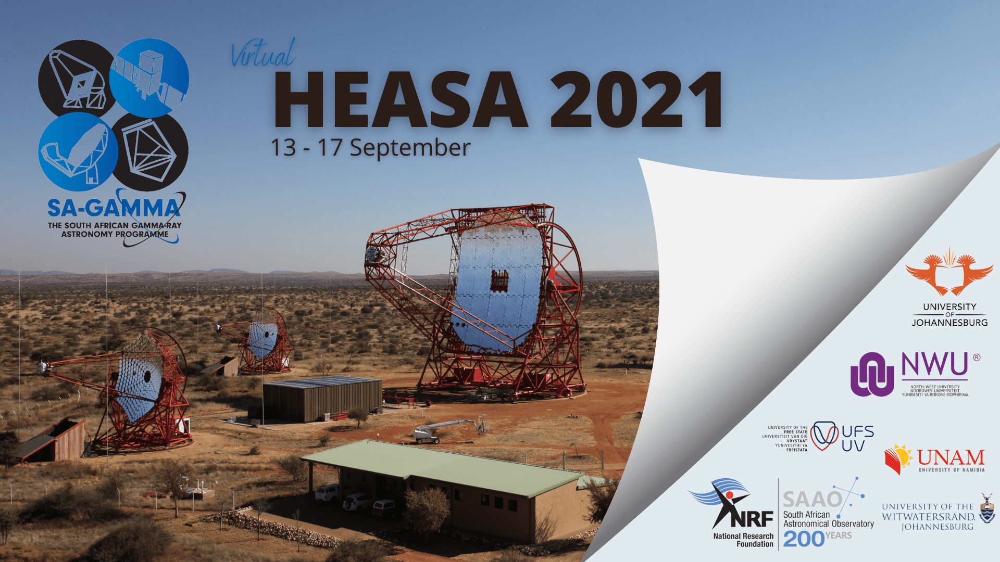 Virtual
HEASA 2021
13 - 17 September
SA-GAMMA
THE SOUTH AFRICAN GAMMA-RAY
ASTRONOMY PROGRAMME
UNIVERSITY
OF
JOHANNESBURG
NWU®
NORTH-WEST UNIVERSITY
NOORDWES-UNIVERSITEIT
YUNIBESITI YA BOKONE-BOPHIRIMA
UNIVERSITY OF THE
FREE STATE
UNIVERSITEIT VAN DIE
VRYSTAAT
YUNIVESITHI YA
FREISTATA
UFS
UV
UNAM
UNIVERSITY OF NAMIBIA
NRF
National Research
Foundation
SAAO
South African
Astronomical Observatory
200 YEARS
UNIVERSITY OF THE
WITWATERSRAND,
JOHANNESBURG